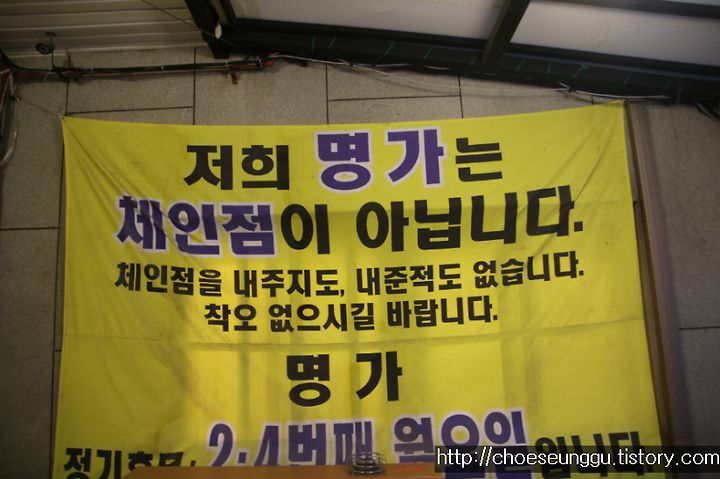 저희 명가는
체인점이 아닙니다.
체인점을 내주지도, 내준적도 없습니다.
착오 없으시길 바랍니다.
명 가
정기휴무: 2·4번째 월요일입니다.
http://choeseunggu.tistory.com